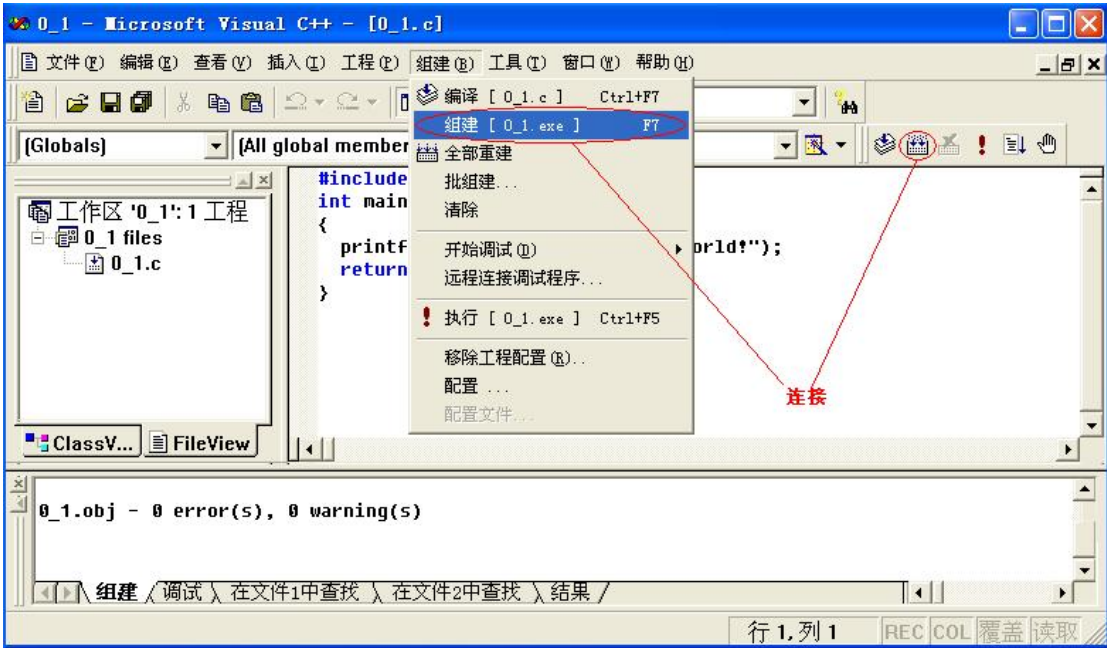 0_1 - Microsoft Visual C++ - [0_1.c]
文件(F) 编辑(E) 查看(V) 插入(I) 工程(P) 组建(B) 工具(T) 窗口(W) 帮助(H)
(Globals) (All global member
编译 [ 0_1.c ] Ctrl+F7
组建 [ 0_1.exe ] F7
全部重建
批组建...
清除
开始调试(D)
远程连接调试程序...
执行 [ 0_1.exe ] Ctrl+F5
移除工程配置(R)..
配置 ...
配置文件...
工作区 '0_1': 1 工程
0_1 files
0_1.c
ClassV... FileView
#include
int main
{
printf orld!");
return
}
连接
0_1.obj - 0 error(s), 0 warning(s)
组建 调试 在文件1中查找 在文件2中查找 结果
行 1, 列 1 REC COL 覆盖 读取